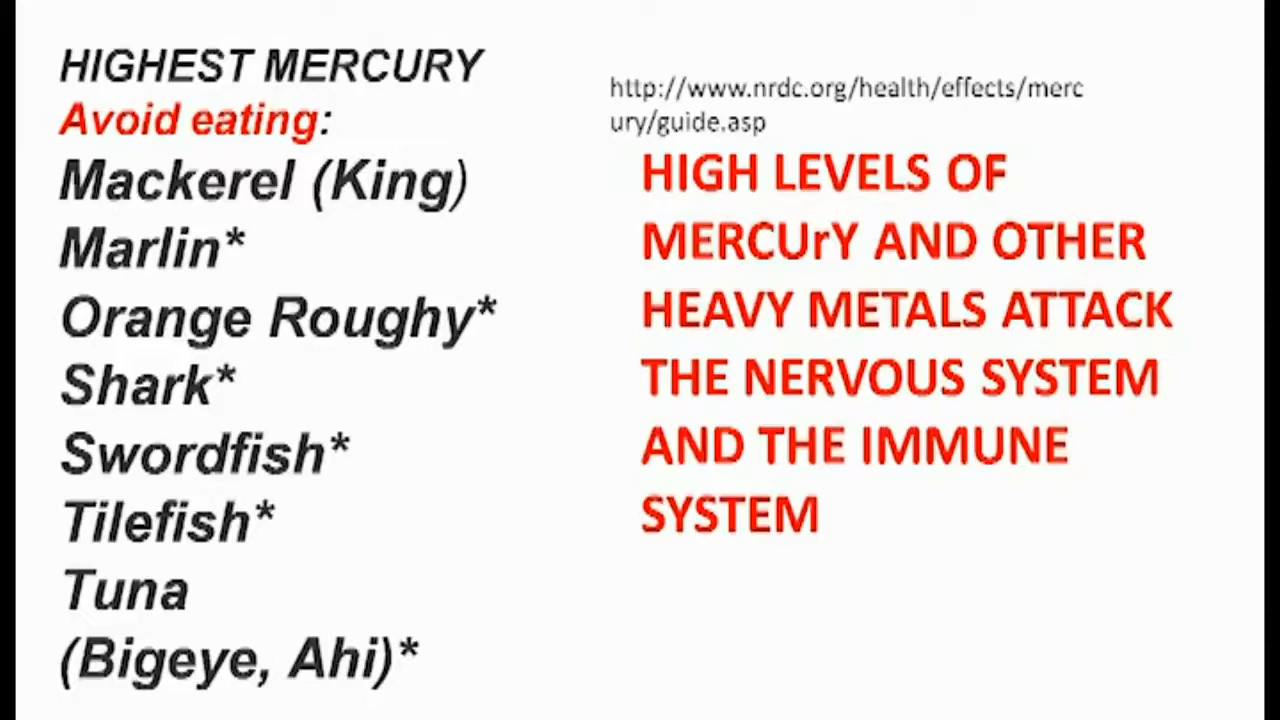 HIGHEST MERCURY
Avoid eating:
Mackerel (King)
Marlin*
Orange Roughy*
Shark*
Swordfish*
Tilefish*
Tuna
(Bigeye, Ahi)*
http://www.nrdc.org/health/effects/merc
ury/guide.asp
HIGH LEVELS OF
MERCUrY AND OTHER
HEAVY METALS ATTACK
THE NERVOUS SYSTEM
AND THE IMMUNE
SYSTEM